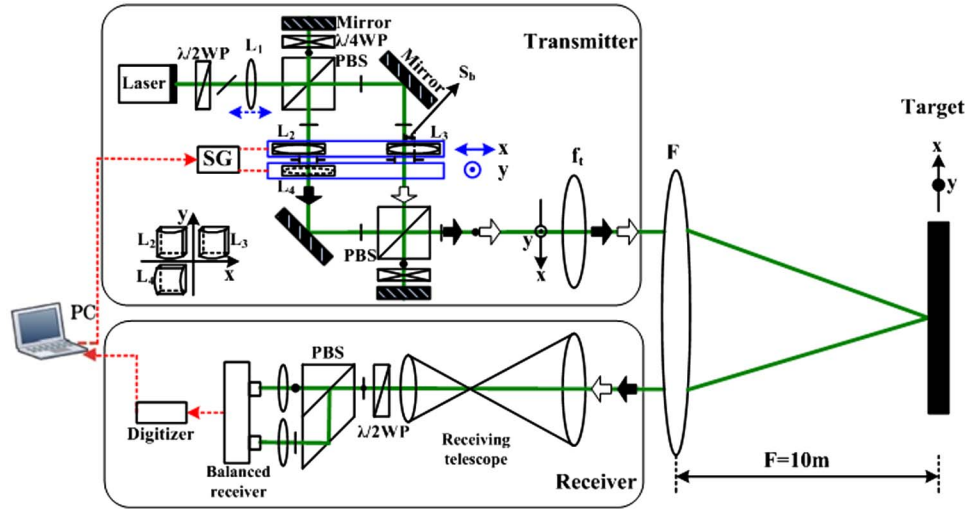 Mirror
λ/4WP
Transmitter
λ/2WP
L1
PBS
Mirror
Sb
Laser
Target
x
y
L2
L3
x
y
SG
ft
F
L4
y
L2
L3
L4
x
PBS
y
x
PC
PBS
λ/2WP
Digitizer
Balanced
receiver
Receiving
telescope
Receiver
F=10m